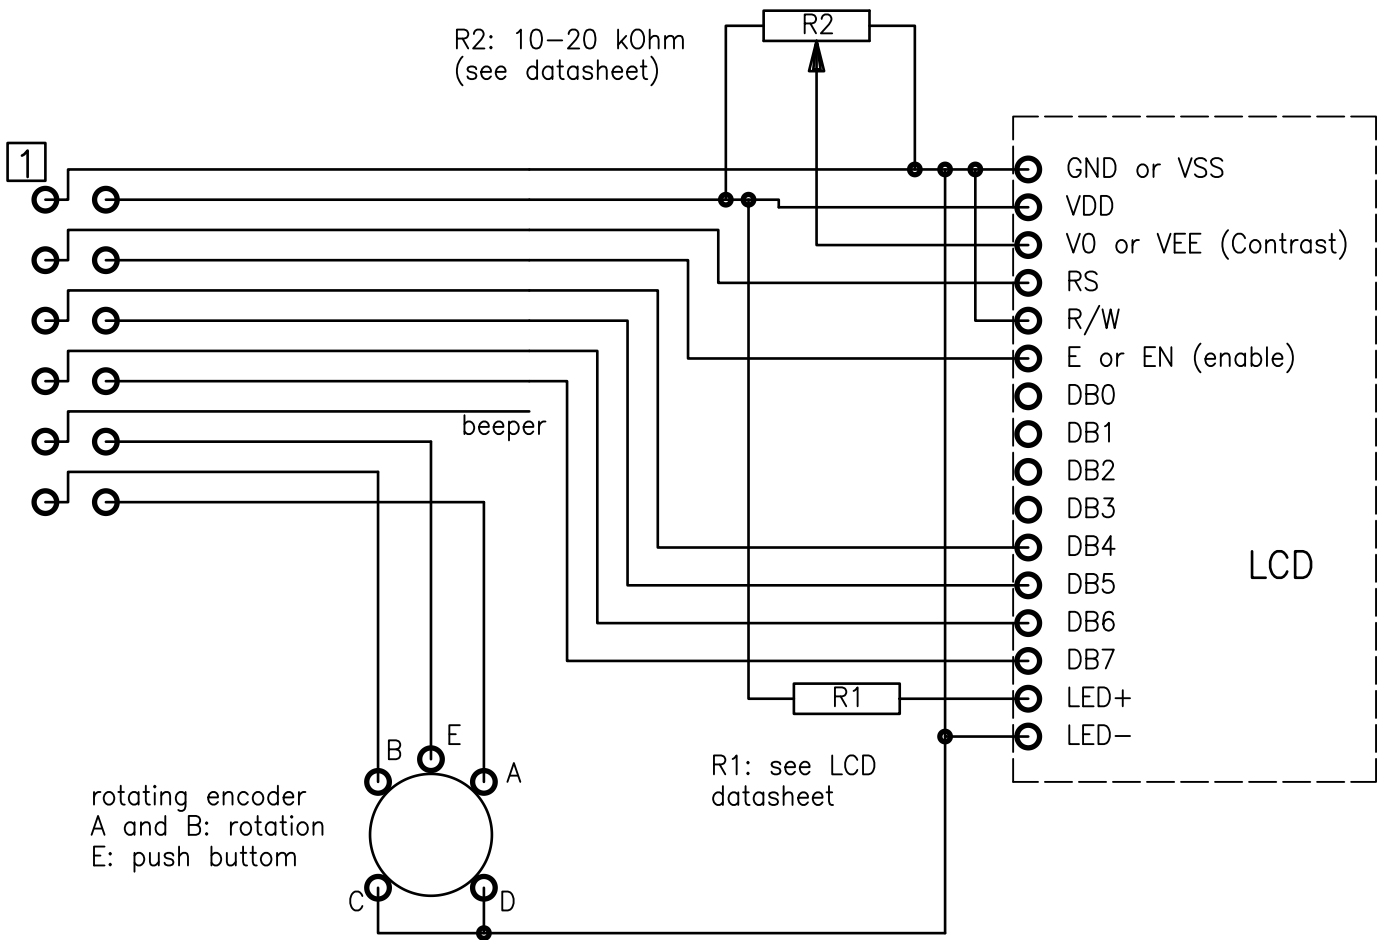 R2
R2: 10-20 kOhm
(see datasheet)
1
GND or VSS
VDD
VO or VEE (Contrast)
RS
R/W
E or EN (enable)
DB0
DB1
DB2
DB3
DB4
DB5
DB6
DB7
LED+
LED-
LCD
beeper
R1
R1: see LCD
datasheet
B
E
A
rotating encoder
A and B: rotation
E: push buttom
C
D